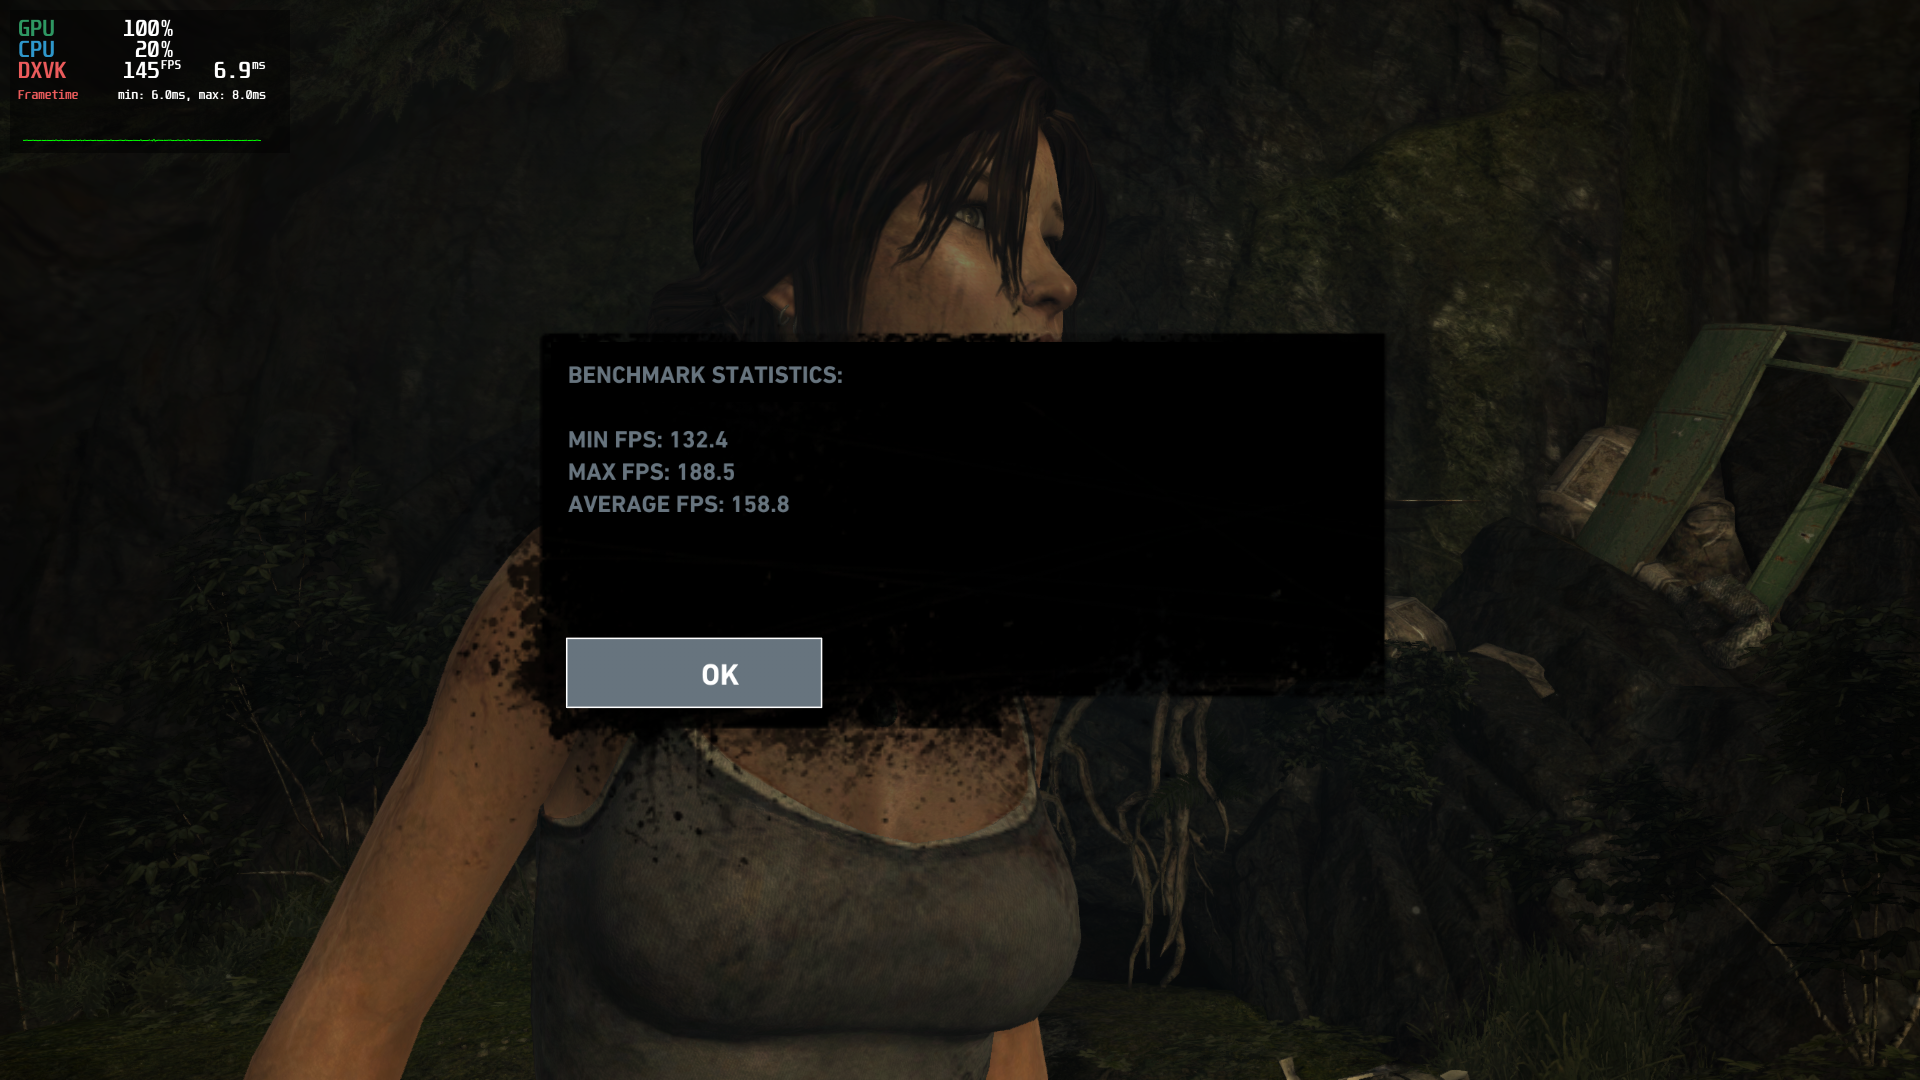 GPU 100%
CPU 20%
DXVK 145FPS 6.9ms
Frametime min: 6.0ms, max: 8.0ms
BENCHMARK STATISTICS:
MIN FPS: 132.4
MAX FPS: 188.5
AVERAGE FPS: 158.8
OK